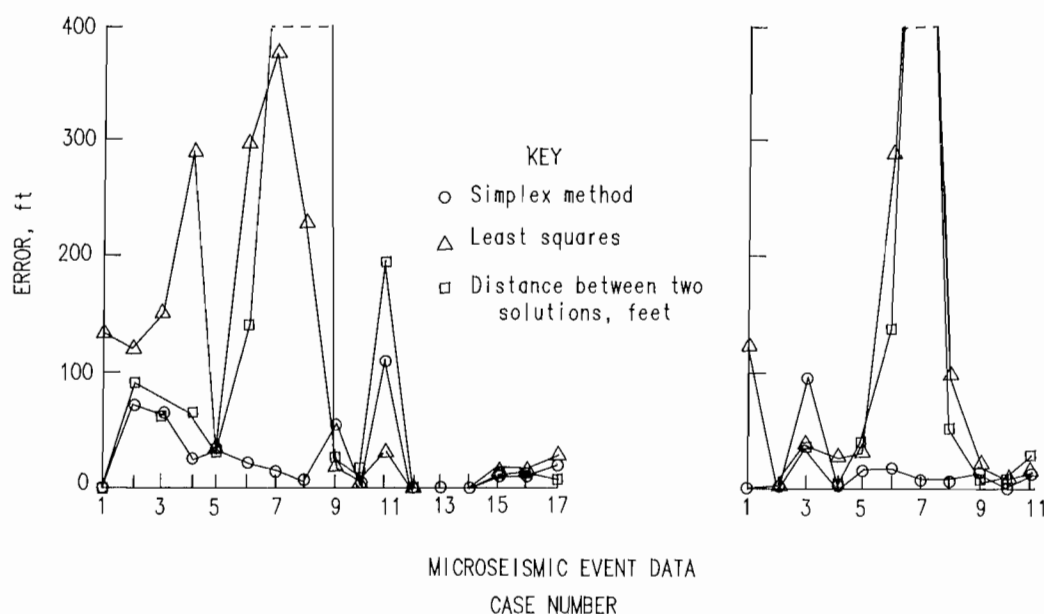 400
300
200
100
0
ERROR, ft
KEY
Simplex method
Least squares
Distance between two
solutions, feet
1 3 5 7 9 11 13 15 17
1 3 5 7 9 11
MICROSEISMIC EVENT DATA
CASE NUMBER